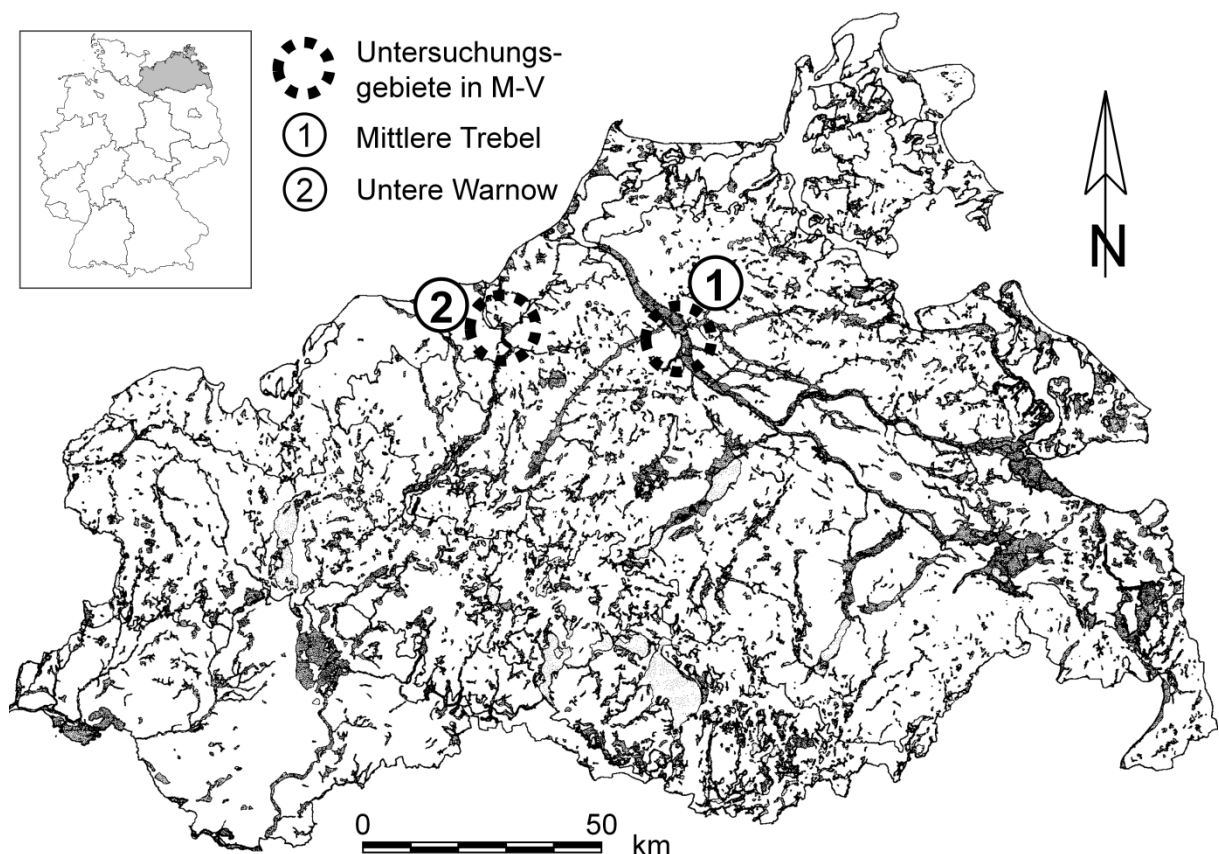 Untersuchungs-
gebiete in M-V
1 Mittlere Trebel
2 Untere Warnow
N
1
2
0 50
km